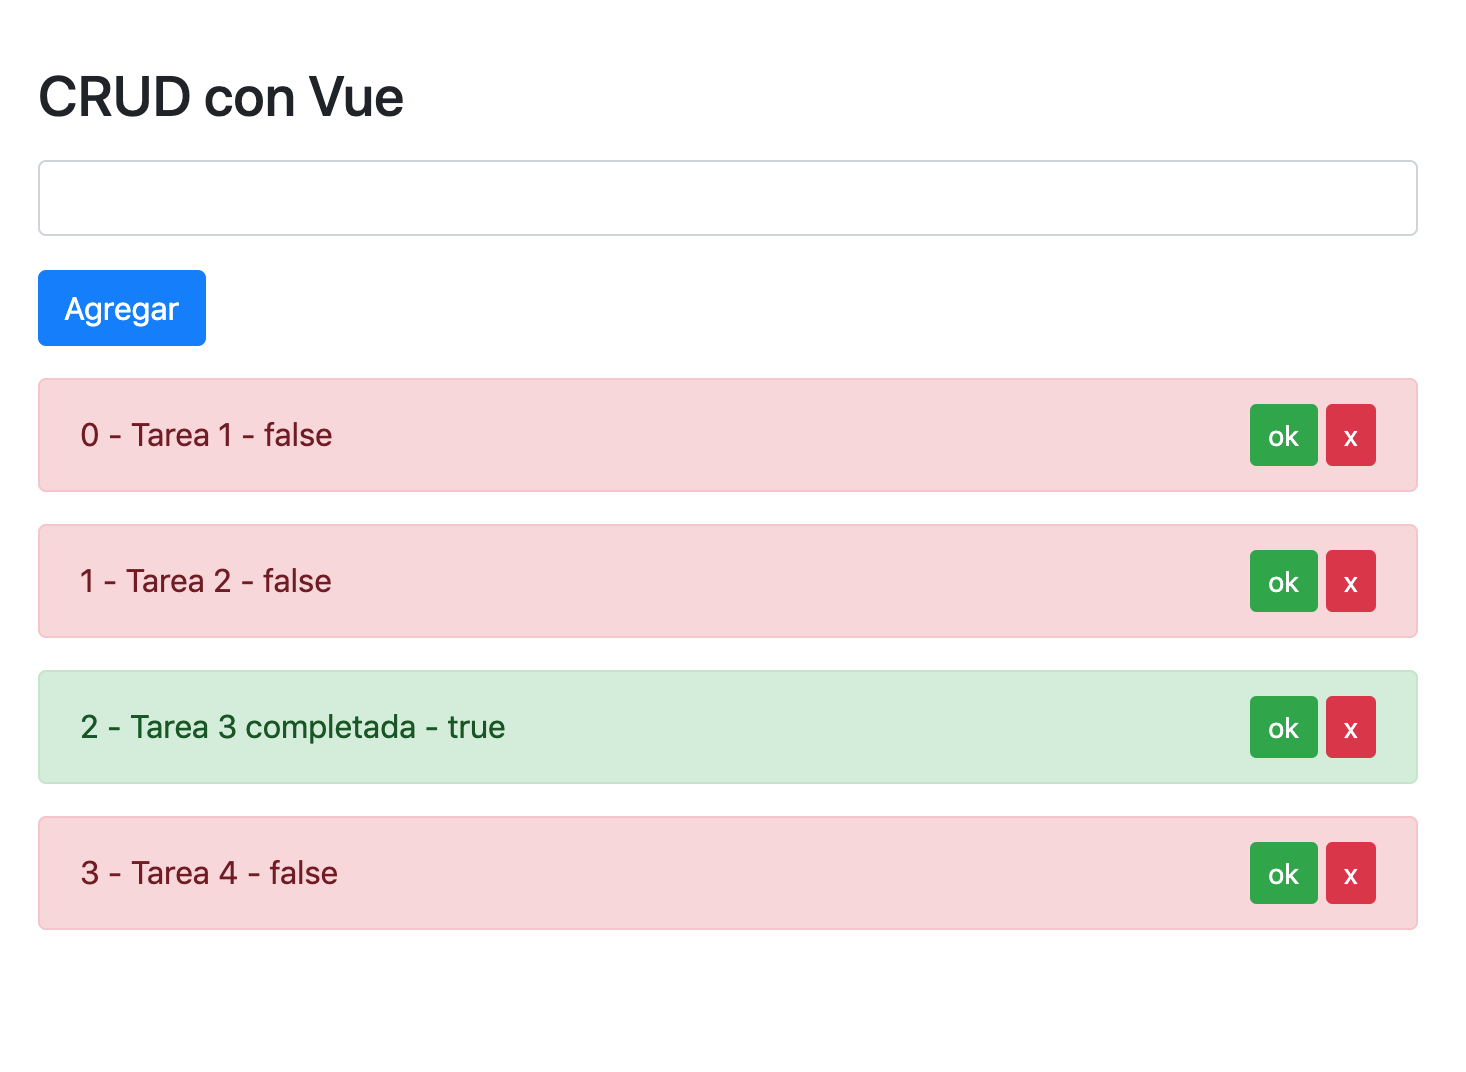 CRUD con Vue
Agregar
0 - Tarea 1 - false ok x
1 - Tarea 2 - false ok x
2 - Tarea 3 completada - true ok x
3 - Tarea 4 - false ok x